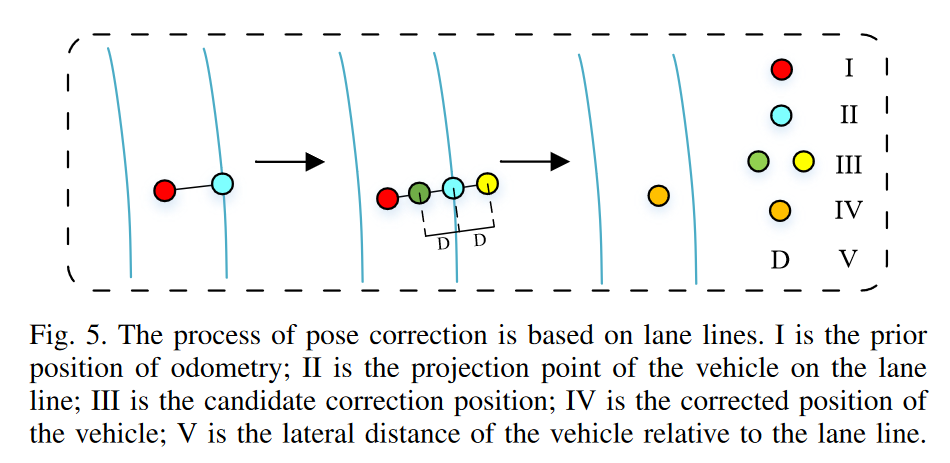 I
II
III
IV
D D
D V
Fig. 5. The process of pose correction is based on lane lines. I is the prior
position of odometry; II is the projection point of the vehicle on the lane
line; III is the candidate correction position; IV is the corrected position of
the vehicle; V is the lateral distance of the vehicle relative to the lane line.